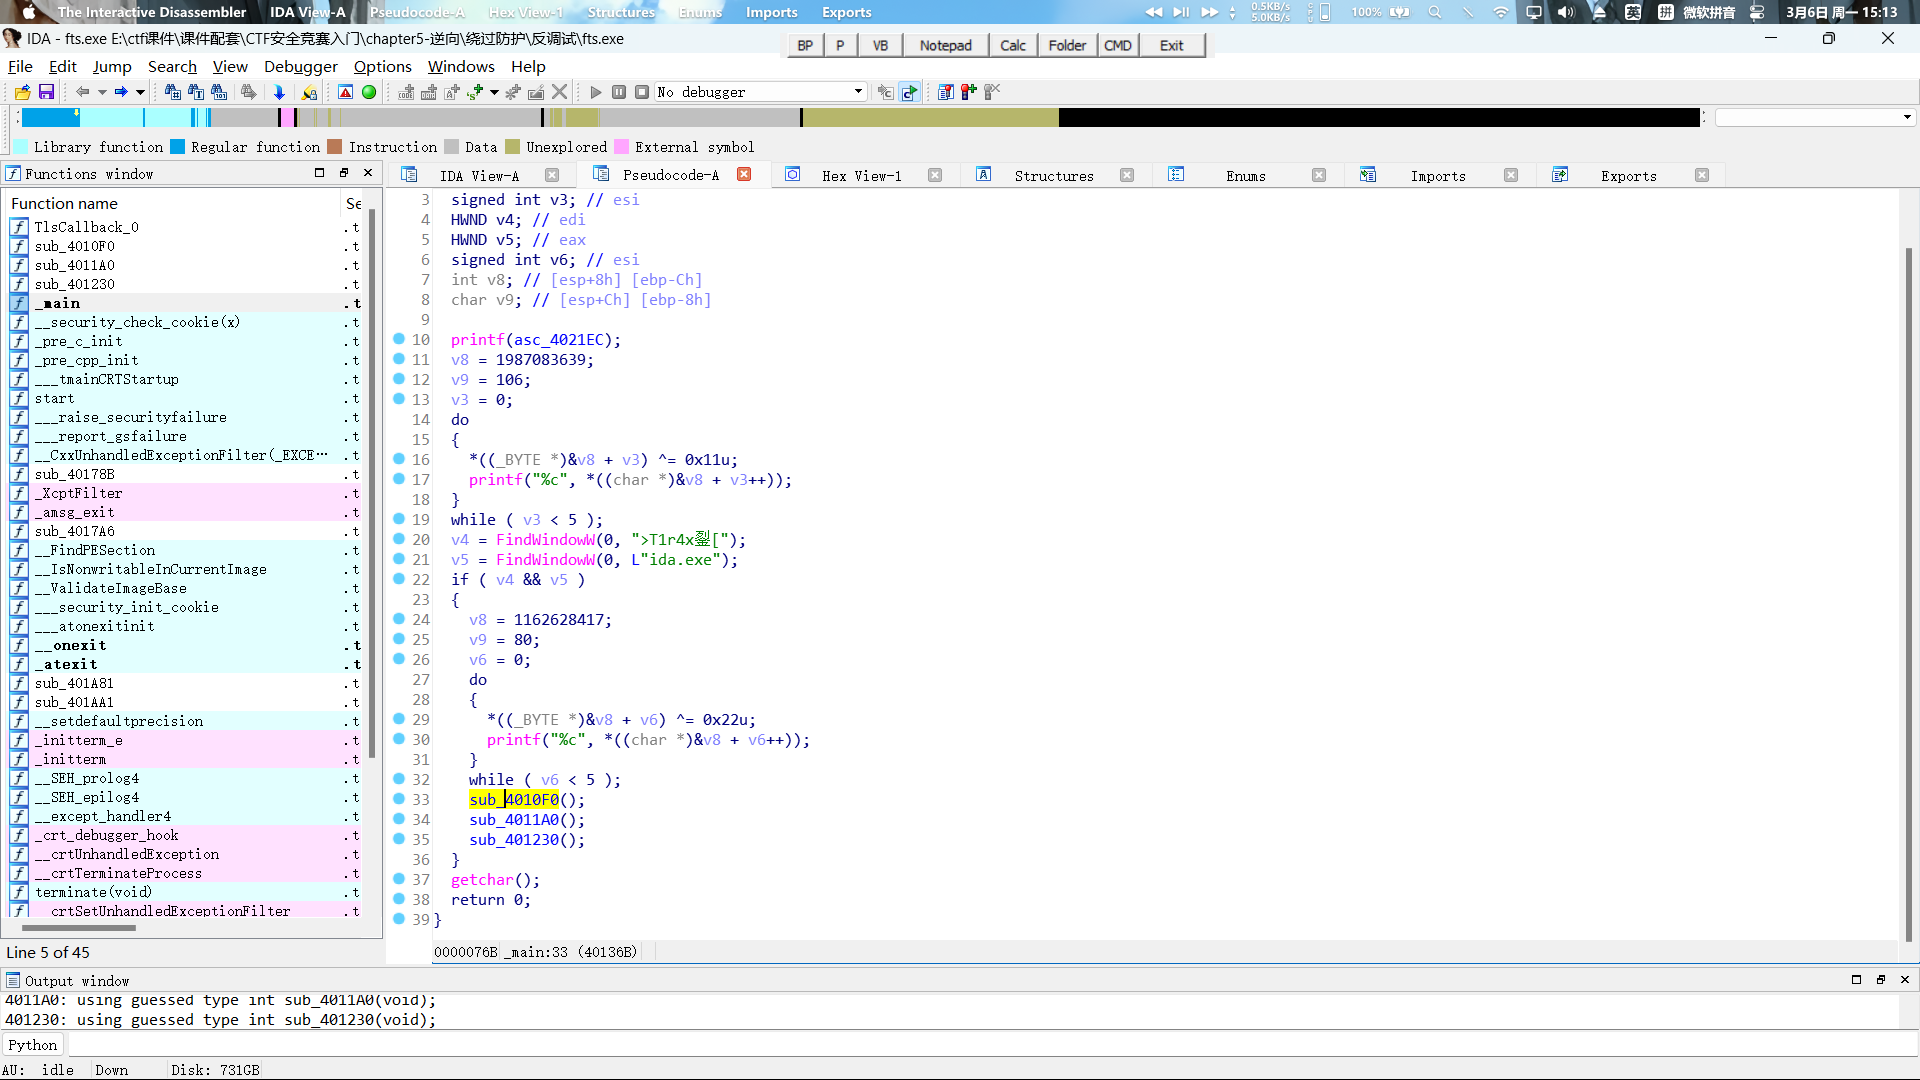 The Interactive Disassembler IDA View-A Pseudocode-A Hex View-1 Structures Enums Imports Exports
0.5KB/s
5.0KB/s
100%
英 拼 微软拼音 3月6日 周一 15:13
IDA - fts.exe E:\ctf课件\课件配套\CTF安全竞赛入门\chapter5-逆向\绕过防护\反调试\fts.exe
BP P VB Notepad Calc Folder CMD Exit
File Edit Jump Search View Debugger Options Windows Help
No debugger
Library function Regular function Instruction Data Unexplored External symbol
Functions window
IDA View-A Pseudocode-A Hex View-1 Structures Enums Imports Exports
Function name Se
TlsCallback_0 .t
sub_4010F0 .t
sub_4011A0 .t
sub_401230 .t
_main .t
__security_check_cookie(x) .t
_pre_c_init .t
_pre_cpp_init .t
___tmainCRTStartup .t
start .t
___raise_securityfailure .t
___report_gsfailure .t
__CxxUnhandledExceptionFilter(_EXCE… .t
sub_40178B .t
_XcptFilter .t
_amsg_exit .t
sub_4017A6 .t
__FindPESection .t
__IsNonwritableInCurrentImage .t
__ValidateImageBase .t
___security_init_cookie .t
___atonexitinit .t
__onexit .t
_atexit .t
sub_401A81 .t
sub_401AA1 .t
__setdefaultprecision .t
_initterm_e .t
_initterm .t
__SEH_prolog4 .t
__SEH_epilog4 .t
__except_handler4 .t
_crt_debugger_hook .t
__crtUnhandledException .t
__crtTerminateProcess .t
terminate(void) .t
crtSetUnhandledExceptionFilter .t
Line 5 of 45
3 signed int v3; // esi
4 HWND v4; // edi
5 HWND v5; // eax
6 signed int v6; // esi
7 int v8; // [esp+8h] [ebp-Ch]
8 char v9; // [esp+Ch] [ebp-8h]
9
10 printf(asc_4021EC);
11 v8 = 1987083639;
12 v9 = 106;
13 v3 = 0;
14 do
15 {
16 *((_BYTE *)&v8 + v3) ^= 0x11u;
17 printf("%c", *((char *)&v8 + v3++));
18 }
19 while ( v3 < 5 );
20 v4 = FindWindowW(0, ">T1r4x[");
21 v5 = FindWindowW(0, L"ida.exe");
22 if ( v4 && v5 )
23 {
24 v8 = 1162628417;
25 v9 = 80;
26 v6 = 0;
27 do
28 {
29 *((_BYTE *)&v8 + v6) ^= 0x22u;
30 printf("%c", *((char *)&v8 + v6++));
31 }
32 while ( v6 < 5 );
33 sub_4010F0();
34 sub_4011A0();
35 sub_401230();
36 }
37 getchar();
38 return 0;
39 }
0000076B _main:33 (40136B)
Output window
4011A0: using guessed type int sub_4011A0(void);
401230: using guessed type int sub_401230(void);
Python
AU: idle Down Disk: 731GB